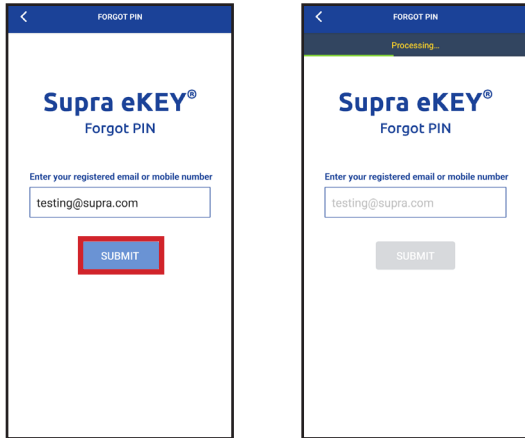 FORGOT PIN
Supra eKEY®
Forgot PIN
Enter your registered email or mobile number
testing@supra.com
SUBMIT
FORGOT PIN
Processing...
Supra eKEY®
Forgot PIN
Enter your registered email or mobile number
testing@supra.com
SUBMIT